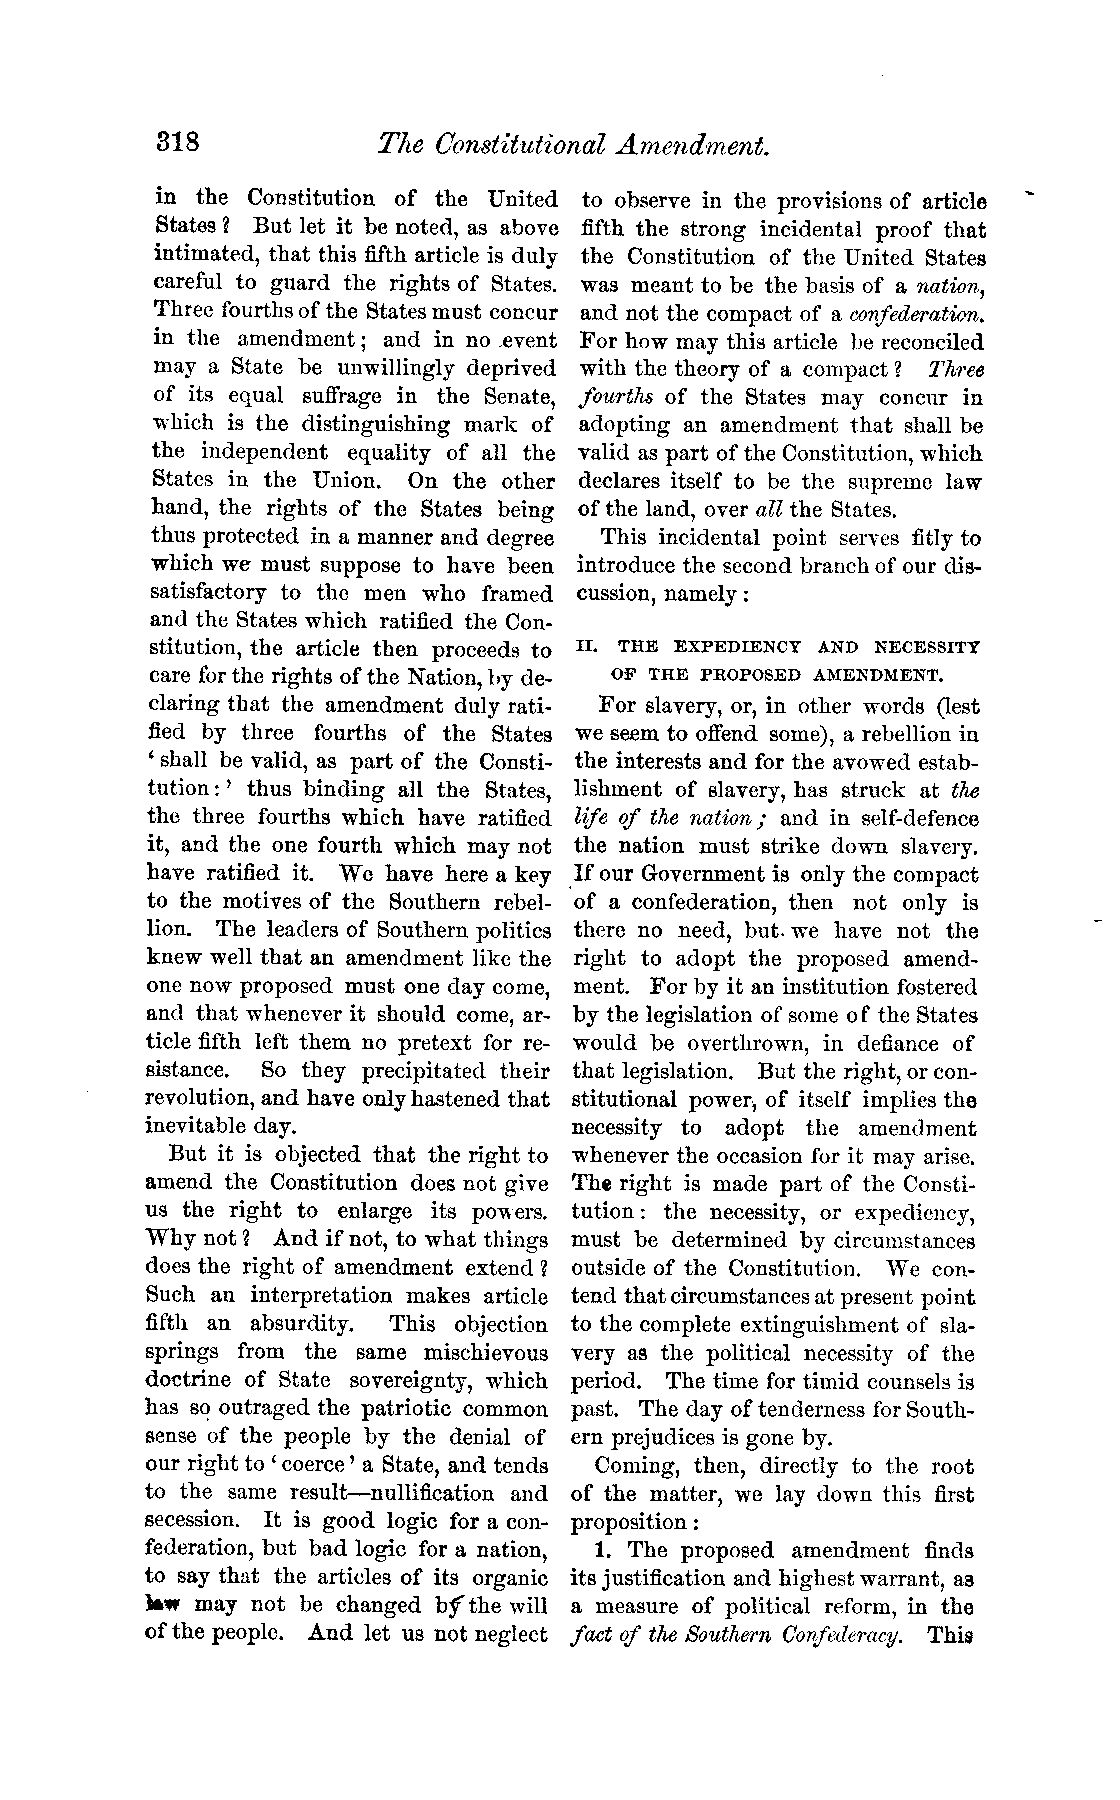 318 The Constitutional Amendment.
in the Constitution of the United
States? But let it be noted, as above
intimated, that this fifth article is duly
careful to guard the rights of States.
Three fourths of the States must concur
in the amendment; and in no event
may a State be unwillingly deprived
of its equal suffrage in the Senate,
which is the distinguishing mark of
the independent equality of all the
States in the Union. On the other
hand, the rights of the States being
thus protected in a manner and degree
which we must suppose to have been
satisfactory to the men who framed
and the States which ratified the Con-
stitution, the article then proceeds to
care for the rights of the Nation, by de-
claring that the amendment duly rati-
fied by three fourths of the States
‘shall be valid, as part of the Consti-
tution:’ thus binding all the States,
the three fourths which have ratified
it, and the one fourth which may not
have ratified it. We have here a key
to the motives of the Southern rebel-
lion. The leaders of Southern politics
knew well that an amendment like the
one now proposed must one day come,
and that whenever it should come, ar-
ticle fifth left them no pretext for re-
sistance. So they precipitated their
revolution, and have only hastened that
inevitable day.
But it is objected that the right to
amend the Constitution does not give
us the right to enlarge its powers.
Why not? And if not, to what things
does the right of amendment extend?
Such an interpretation makes article
fifth an absurdity. This objection
springs from the same mischievous
doctrine of State sovereignty, which
has so outraged the patriotic common
sense of the people by the denial of
our right to ‘coerce’ a State, and tends
to the same result—nullification and
secession. It is good logic for a con-
federation, but bad logic for a nation,
to say that the articles of its organic
law may not be changed by the will
of the people. And let us not neglect
to observe in the provisions of article
fifth the strong incidental proof that
the Constitution of the United States
was meant to be the basis of a nation,
and not the compact of a confederation.
For how may this article be reconciled
with the theory of a compact? Three
fourths of the States may concur in
adopting an amendment that shall be
valid as part of the Constitution, which
declares itself to be the supreme law
of the land, over all the States.
This incidental point serves fitly to
introduce the second branch of our dis-
cussion, namely:
II. THE EXPEDIENCY AND NECESSITY
OF THE PROPOSED AMENDMENT.
For slavery, or, in other words (lest
we seem to offend some), a rebellion in
the interests and for the avowed estab-
lishment of slavery, has struck at the
life of the nation; and in self-defence
the nation must strike down slavery.
If our Government is only the compact
of a confederation, then not only is
there no need, but we have not the
right to adopt the proposed amend-
ment. For by it an institution fostered
by the legislation of some of the States
would be overthrown, in defiance of
that legislation. But the right, or con-
stitutional power, of itself implies the
necessity to adopt the amendment
whenever the occasion for it may arise.
The right is made part of the Consti-
tution: the necessity, or expediency,
must be determined by circumstances
outside of the Constitution. We con-
tend that circumstances at present point
to the complete extinguishment of sla-
very as the political necessity of the
period. The time for timid counsels is
past. The day of tenderness for South-
ern prejudices is gone by.
Coming, then, directly to the root
of the matter, we lay down this first
proposition:
1. The proposed amendment finds
its justification and highest warrant, as
a measure of political reform, in the
fact of the Southern Confederacy. This